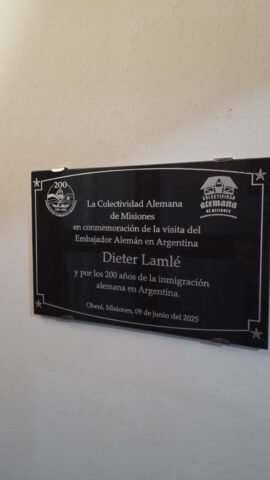 200
COLECTIVIDAD
alemana
DE MISIONES
La Colectividad Alemana
de Misiones
en conmemoración de la visita del
Embajador Alemán en Argentina
Dieter Lamlé
y por los 200 años de la inmigración
alemana en Argentina.
Oberá, Misiones, 09 de junio del 2025